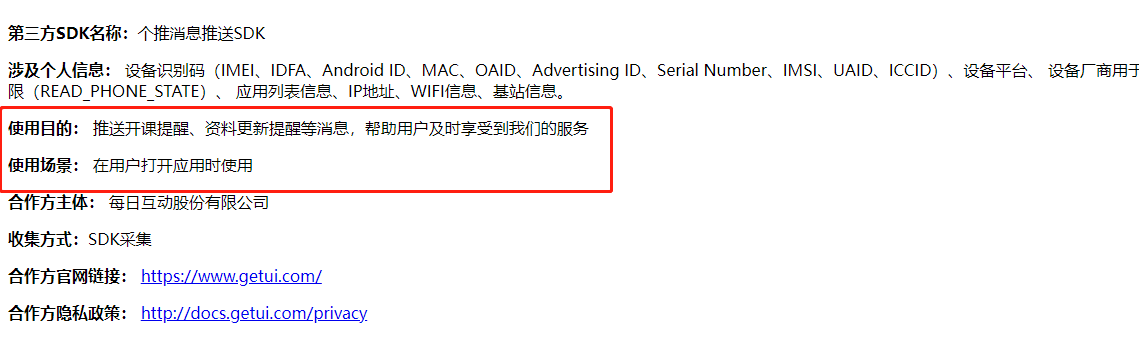 第三方SDK名称：个推消息推送SDK
涉及个人信息： 设备识别码（IMEI、IDFA、Android ID、MAC、OAID、Advertising ID、Serial Number、IMSI、UAID、ICCID）、设备平台、 设备厂商用于
限（READ_PHONE_STATE）、 应用列表信息、IP地址、WIFI信息、基站信息。
使用目的： 推送开课提醒、资料更新提醒等消息，帮助用户及时享受到我们的服务
使用场景： 在用户打开应用时使用
合作方主体： 每日互动股份有限公司
收集方式：SDK采集
合作方官网链接： https://www.getui.com/
合作方隐私政策： http://docs.getui.com/privacy